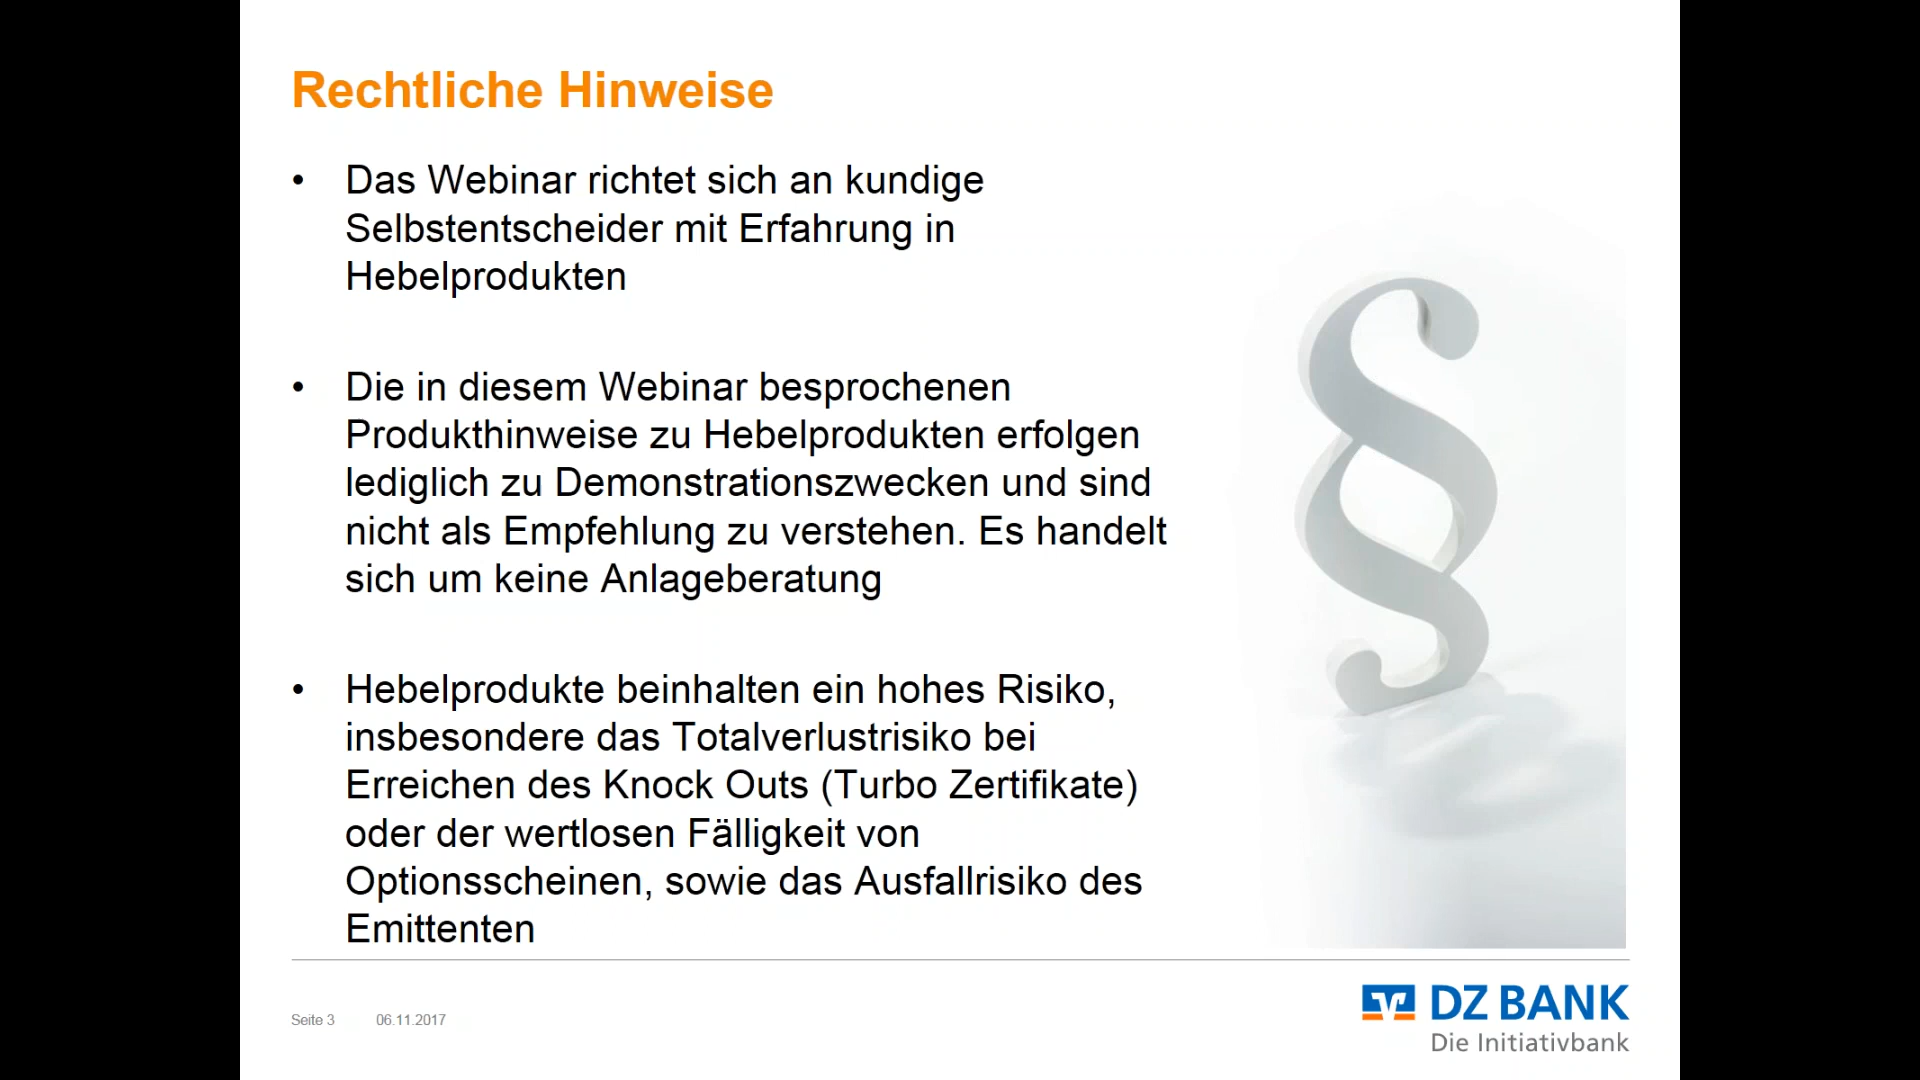 Rechtliche Hinweise
• Das Webinar richtet sich an kundige
Selbstentscheider mit Erfahrung in
Hebelprodukten
• Die in diesem Webinar besprochenen
Produkthinweise zu Hebelprodukten erfolgen
lediglich zu Demonstrationszwecken und sind
nicht als Empfehlung zu verstehen. Es handelt
sich um keine Anlageberatung
• Hebelprodukte beinhalten ein hohes Risiko,
insbesondere das Totalverlustrisiko bei
Erreichen des Knock Outs (Turbo Zertifikate)
oder der wertlosen Fälligkeit von
Optionsscheinen, sowie das Ausfallrisiko des
Emittenten
§
Seite 3 06.11.2017
DZ BANK
Die Initiativbank